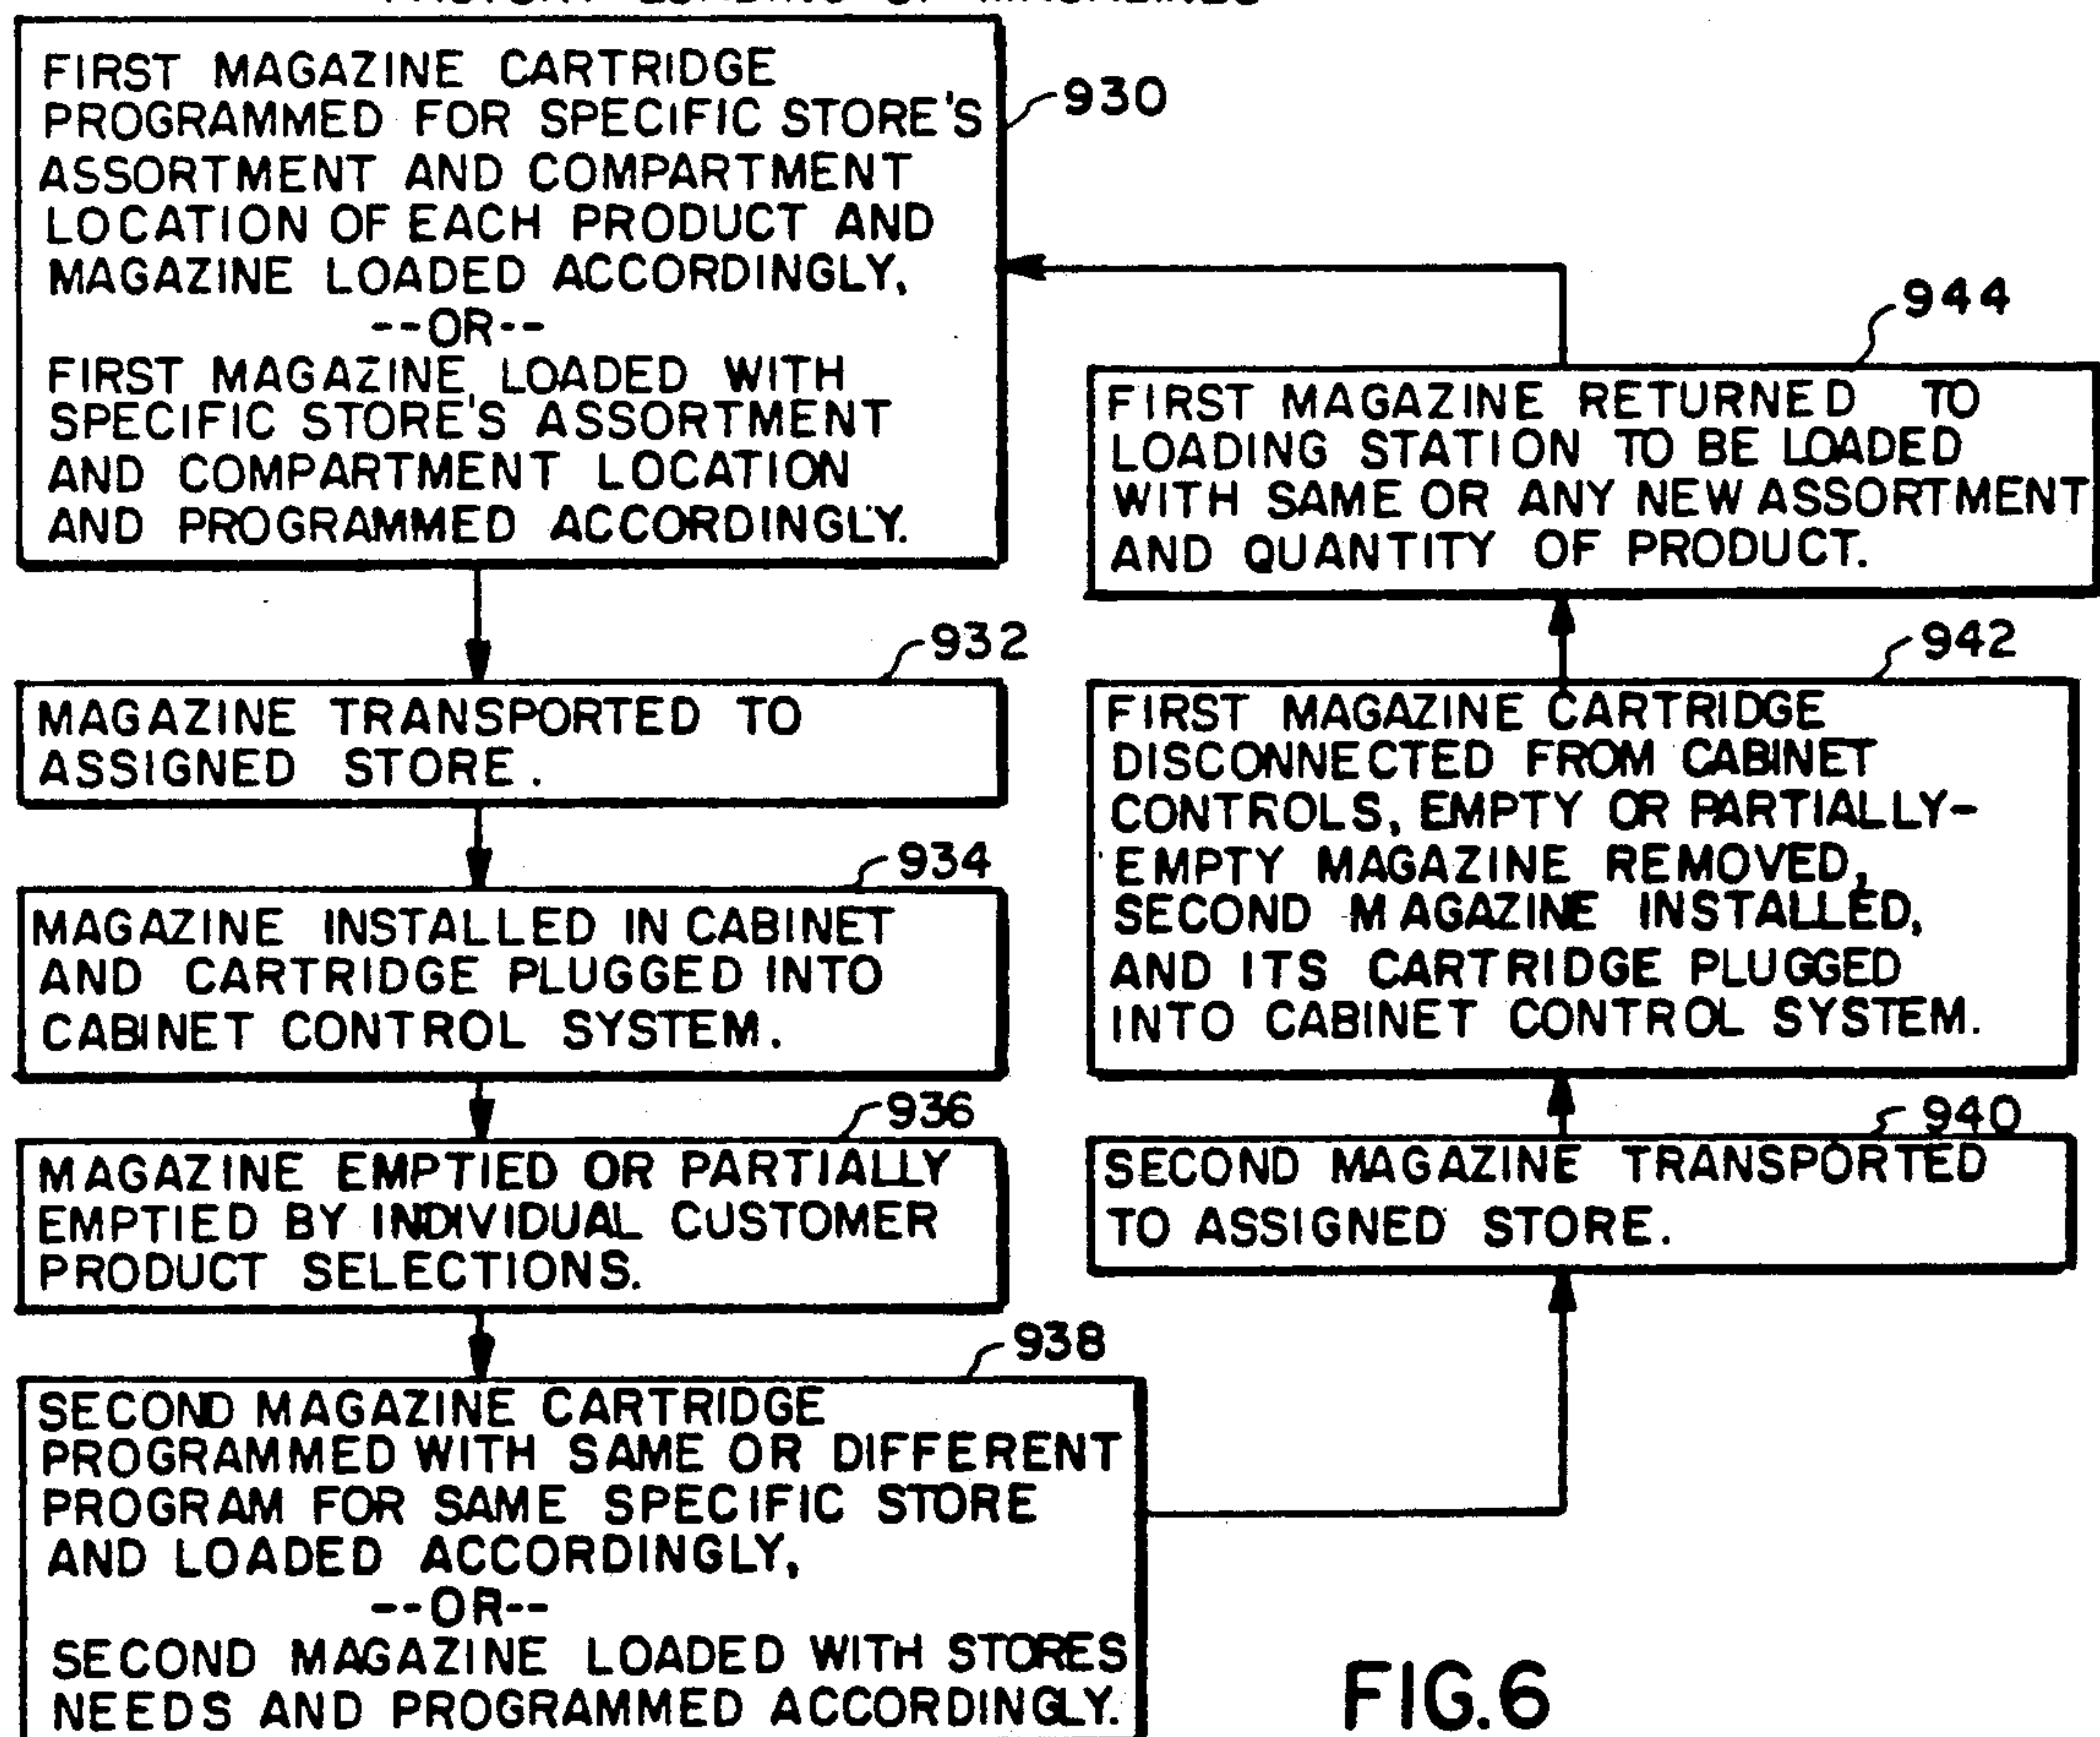 FIRST MAGAZINE CARTRIDGE
PROGRAMMED FOR SPECIFIC STORE'S
ASSORTMENT AND COMPARTMENT
LOCATION OF EACH PRODUCT AND
MAGAZINE LOADED ACCORDINGLY,
--OR--
FIRST MAGAZINE LOADED WITH
SPECIFIC STORE'S ASSORTMENT
AND COMPARTMENT LOCATION
AND PROGRAMMED ACCORDINGLY.
930
932
MAGAZINE TRANSPORTED TO
ASSIGNED STORE.
934
MAGAZINE INSTALLED IN CABINET
AND CARTRIDGE PLUGGED INTO
CABINET CONTROL SYSTEM.
936
MAGAZINE EMPTIED OR PARTIALLY
EMPTIED BY INDIVIDUAL CUSTOMER
PRODUCT SELECTIONS.
938
SECOND MAGAZINE CARTRIDGE
PROGRAMMED WITH SAME OR DIFFERENT
PROGRAM FOR SAME SPECIFIC STORE
AND LOADED ACCORDINGLY,
--OR--
SECOND MAGAZINE LOADED WITH STORES
NEEDS AND PROGRAMMED ACCORDINGLY.
944
FIRST MAGAZINE RETURNED TO
LOADING STATION TO BE LOADED
WITH SAME OR ANY NEW ASSORTMENT
AND QUANTITY OF PRODUCT.
942
FIRST MAGAZINE CARTRIDGE
DISCONNECTED FROM CABINET
CONTROLS, EMPTY OR PARTIALLY-
EMPTY MAGAZINE REMOVED,
SECOND MAGAZINE INSTALLED,
AND ITS CARTRIDGE PLUGGED
INTO CABINET CONTROL SYSTEM.
940
SECOND MAGAZINE TRANSPORTED
TO ASSIGNED STORE.
FIG.6